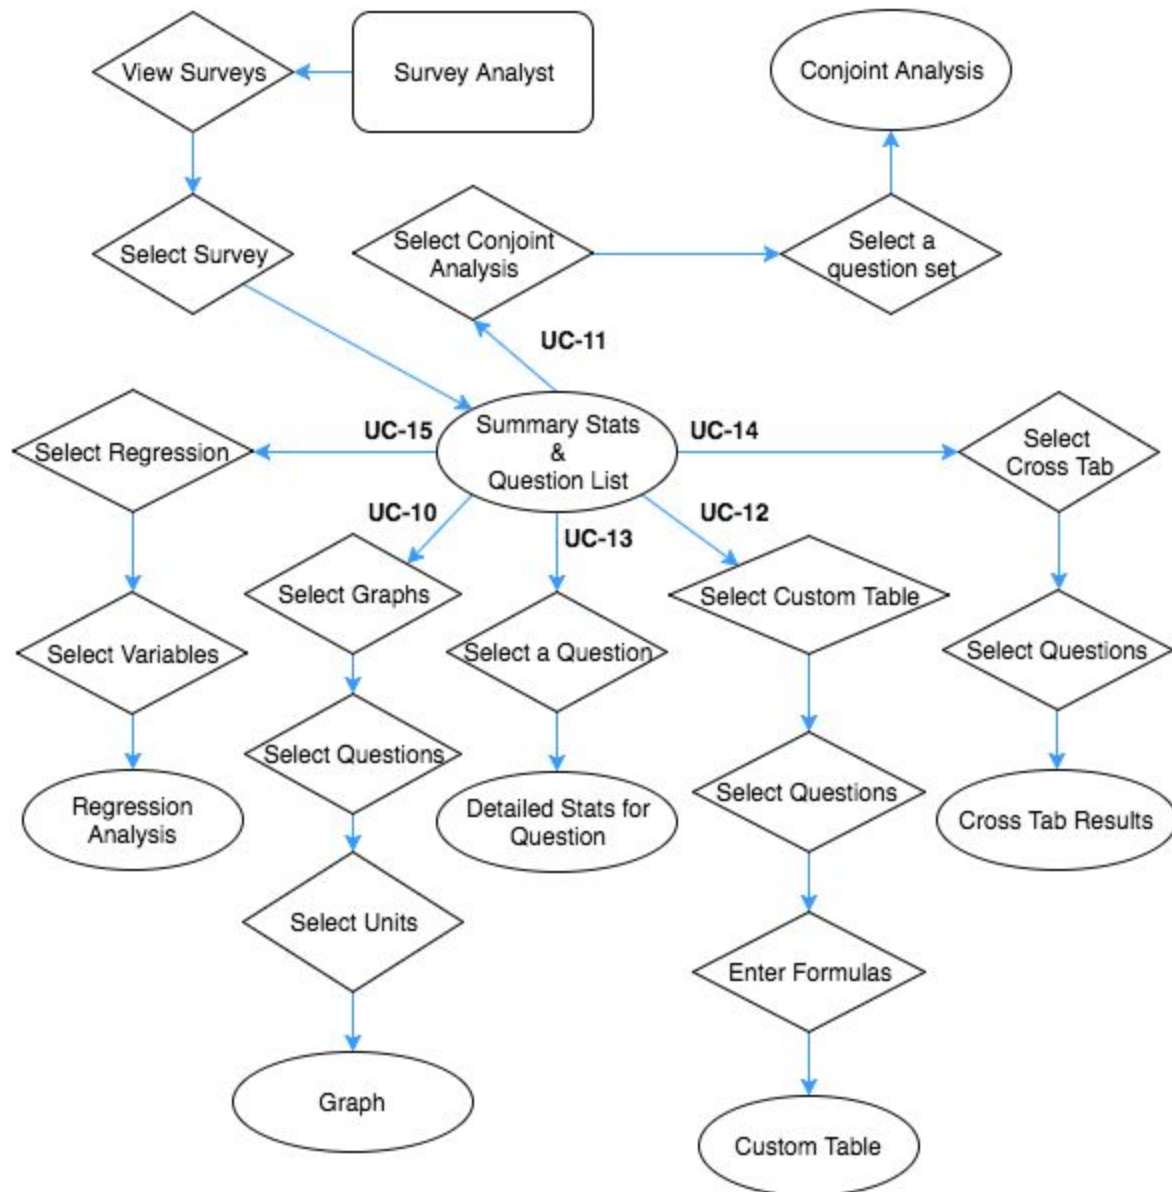 View Surveys
Survey Analyst
Conjoint Analysis
Select Survey
Select Conjoint
Analysis
Select a
question set
UC-11
Select Regression
UC-15
Summary Stats
&
Question List
UC-14
Select
Cross Tab
UC-10
UC-13
UC-12
Select Graphs
Select Custom Table
Select Variables
Select a Question
Select Questions
Select Questions
Select Questions
Regression
Analysis
Detailed Stats for
Question
Cross Tab Results
Select Units
Enter Formulas
Graph
Custom Table